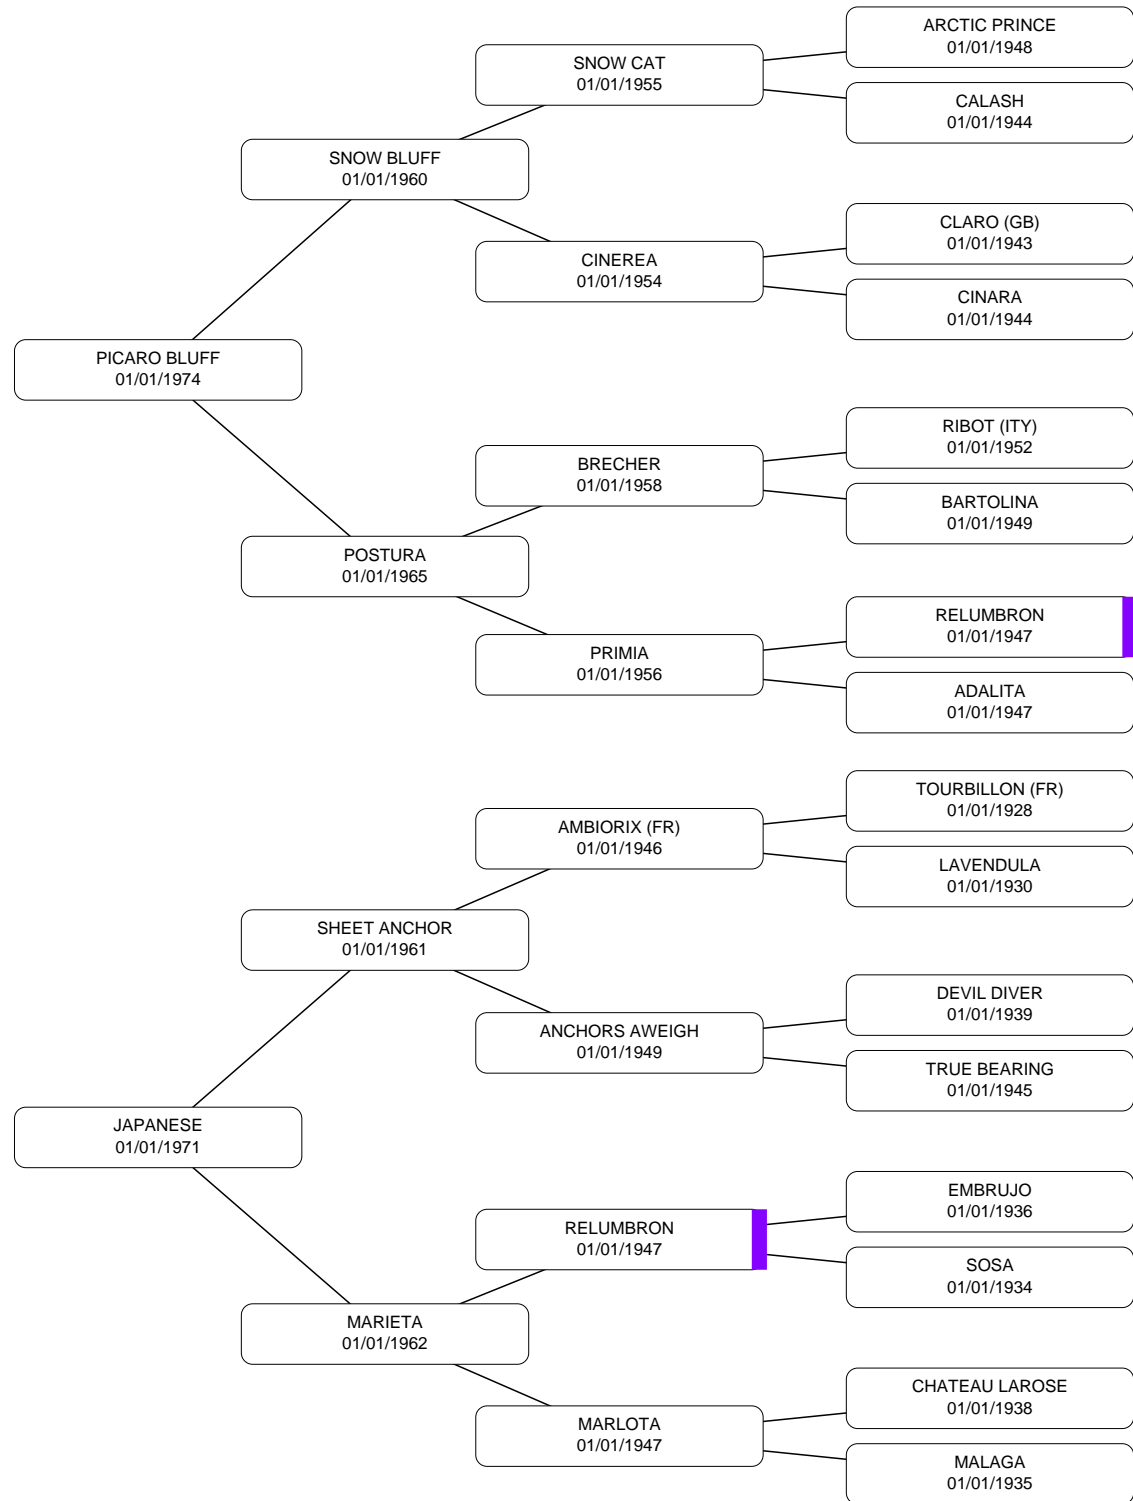 ARCTIC PRINCE
01/01/1948
SNOW CAT
01/01/1955
CALASH
01/01/1944
SNOW BLUFF
01/01/1960
CLARO (GB)
01/01/1943
CINEREA
01/01/1954
CINARA
01/01/1944
PICARO BLUFF
01/01/1974
RIBOT (ITY)
01/01/1952
BRECHER
01/01/1958
BARTOLINA
01/01/1949
POSTURA
01/01/1965
RELUMBRON
01/01/1947
PRIMIA
01/01/1956
ADALITA
01/01/1947
TOURBILLON (FR)
01/01/1928
AMBIORIX (FR)
01/01/1946
LAVENDULA
01/01/1930
SHEET ANCHOR
01/01/1961
DEVIL DIVER
01/01/1939
ANCHORS AWEIGH
01/01/1949
TRUE BEARING
01/01/1945
JAPANESE
01/01/1971
EMBRUJO
01/01/1936
RELUMBRON
01/01/1947
SOSA
01/01/1934
MARIETA
01/01/1962
CHATEAU LAROSE
01/01/1938
MARLOTA
01/01/1947
MALAGA
01/01/1935